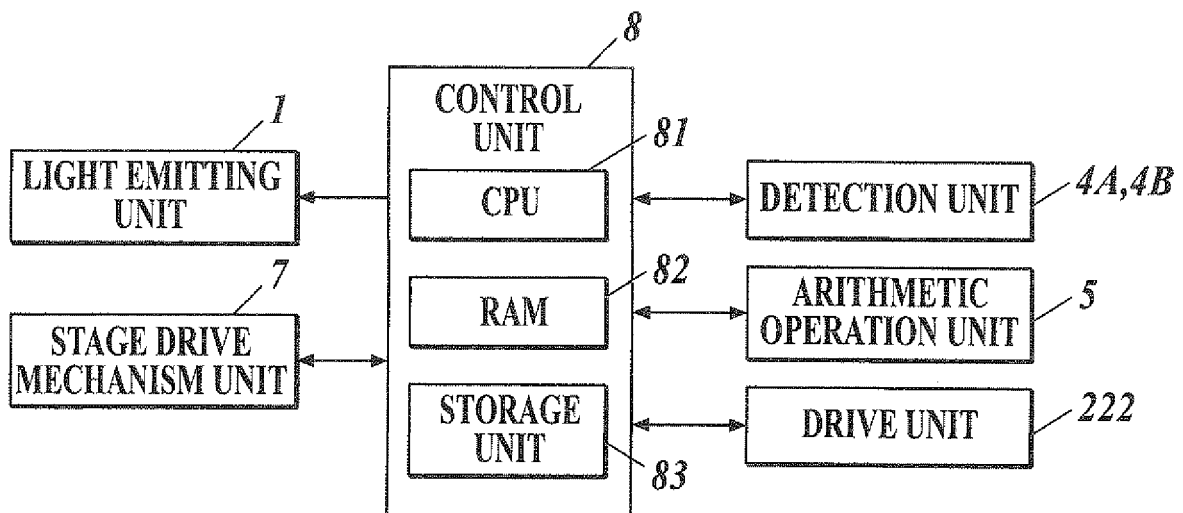 8
CONTROL
UNIT
1
LIGHT EMITTING
UNIT
81
CPU
4A,4B
DETECTION UNIT
7
STAGE DRIVE
MECHANISM UNIT
82
RAM
5
ARITHMETIC
OPERATION UNIT
STORAGE
UNIT
83
222
DRIVE UNIT